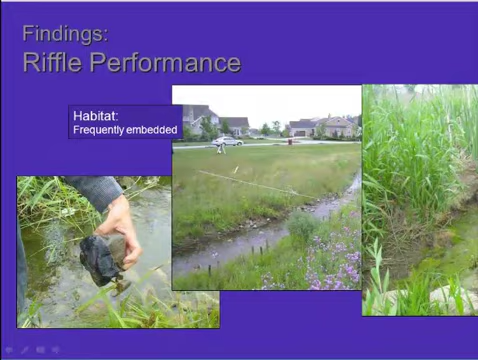 Findings:
Riffle Performance
Habitat:
Frequently embedded